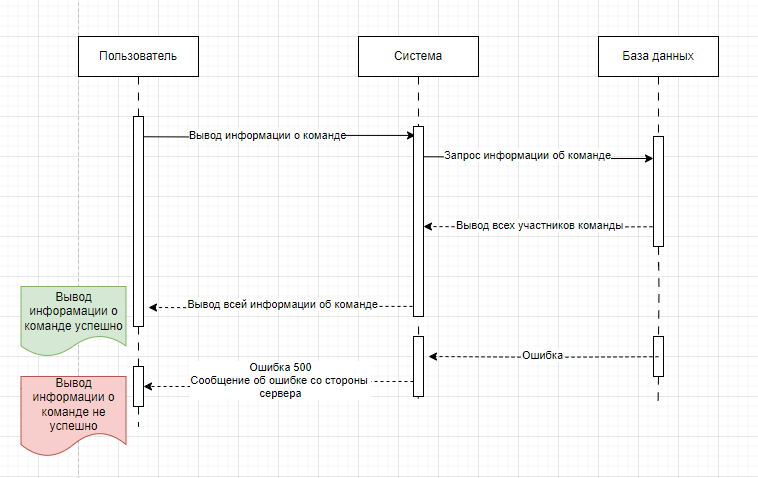 Пользователь
Система
База данных
Вывод информации о команде
Запрос информации об команде
Вывод всех участников команды
Вывод всей информации об команде
Вывод
инфорамации о
команде успешно
Ошибка
Ошибка 500
Сообщение об ошибке со стороны
сервера
Вывод
информации о
команде не
успешно